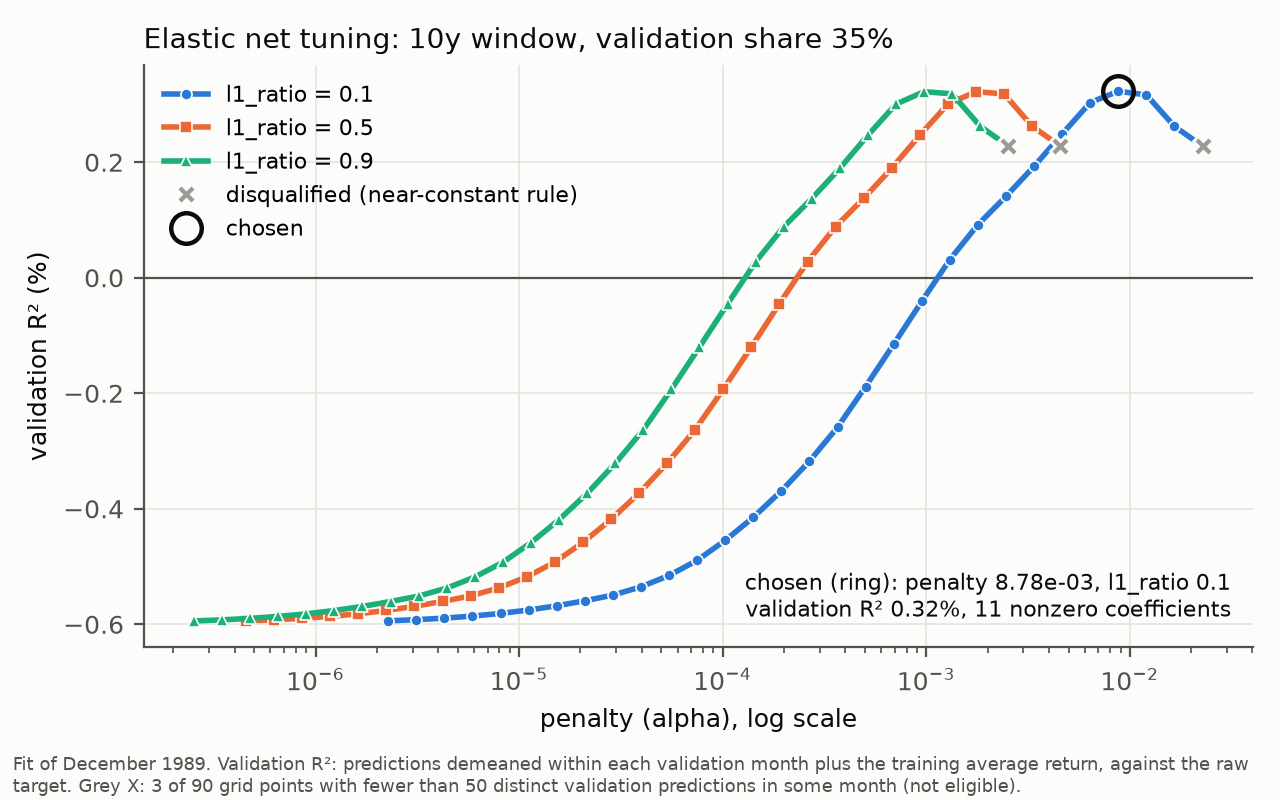 Elastic net tuning: 10y window, validation share 35%
l1_ratio = 0.1
l1_ratio = 0.5
l1_ratio = 0.9
disqualified (near-constant rule)
chosen
validation R² (%)
0.2
0.0
−0.2
−0.4
−0.6
chosen (ring): penalty 8.78e-03, l1_ratio 0.1
validation R² 0.32%, 11 nonzero coefficients
10⁻⁶ 10⁻⁵ 10⁻⁴ 10⁻³ 10⁻²
penalty (alpha), log scale
Fit of December 1989. Validation R²: predictions demeaned within each validation month plus the training average return, against the raw
target. Grey X: 3 of 90 grid points with fewer than 50 distinct validation predictions in some month (not eligible).